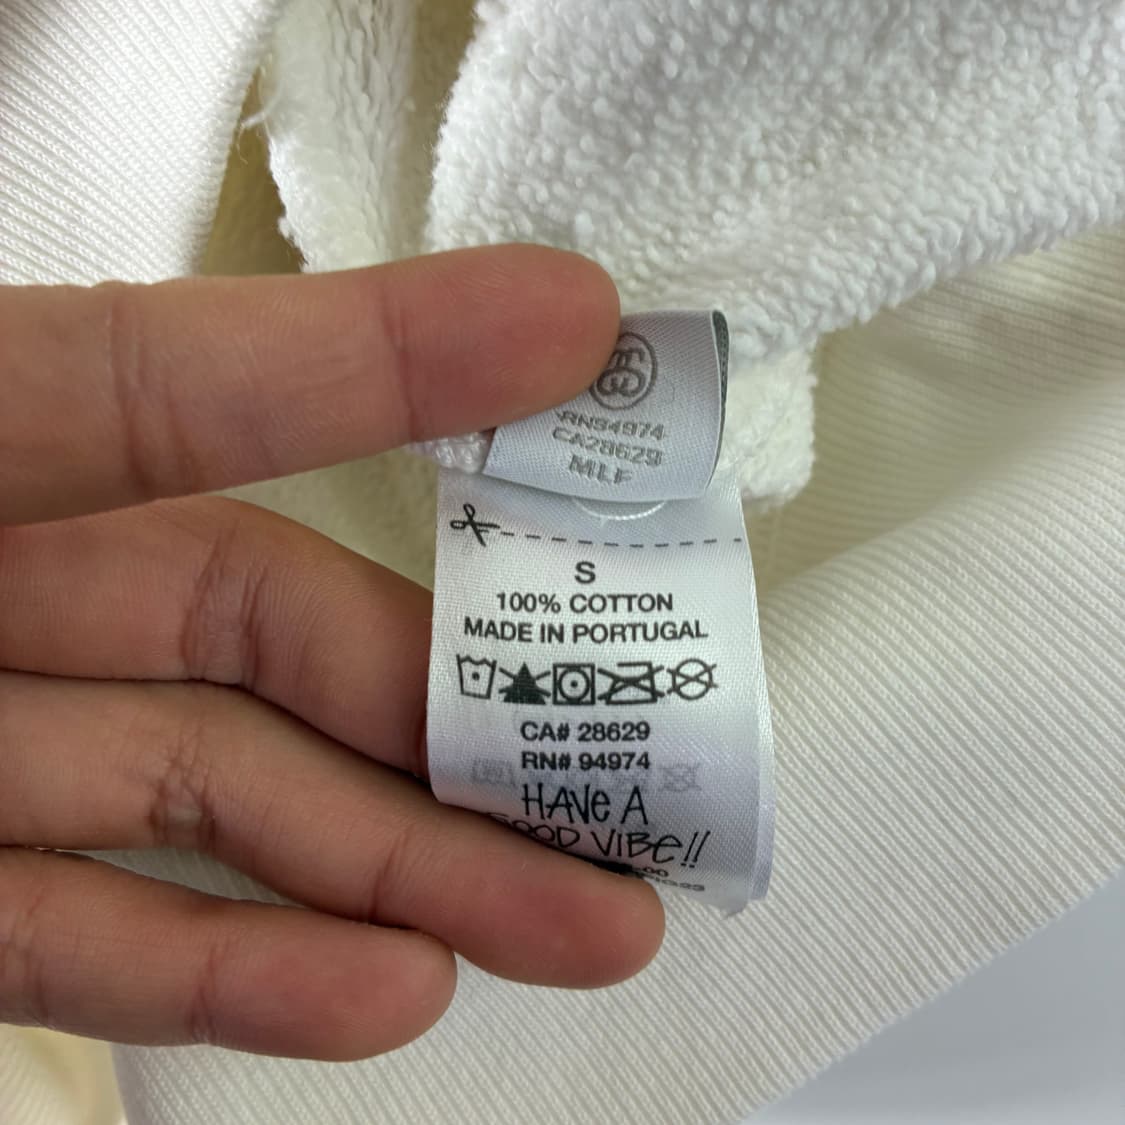 RN94974
CA28629
MLF
S
100% COTTON
MADE IN PORTUGAL
CA# 28629
RN# 94974
HAVE A
GOOD VIBE!!